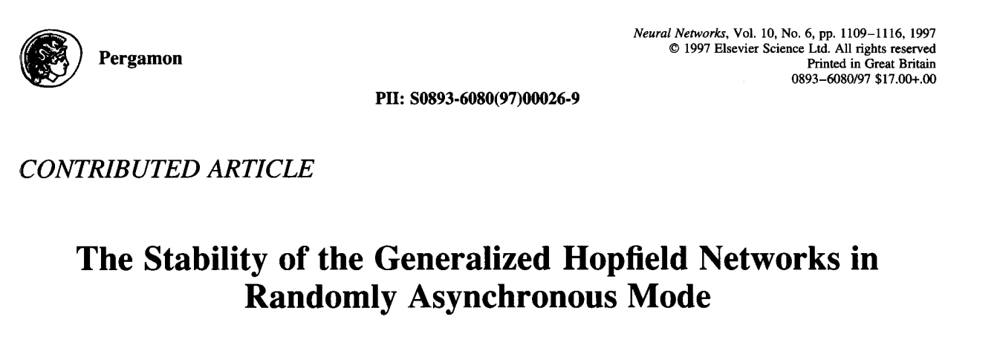 Pergamon
Neural Networks, Vol. 10, No. 6, pp. 1109–1116, 1997
© 1997 Elsevier Science Ltd. All rights reserved
Printed in Great Britain
0893–6080/97 $17.00+.00
PII: S0893-6080(97)00026-9
CONTRIBUTED ARTICLE
The Stability of the Generalized Hopfield Networks in
Randomly Asynchronous Mode